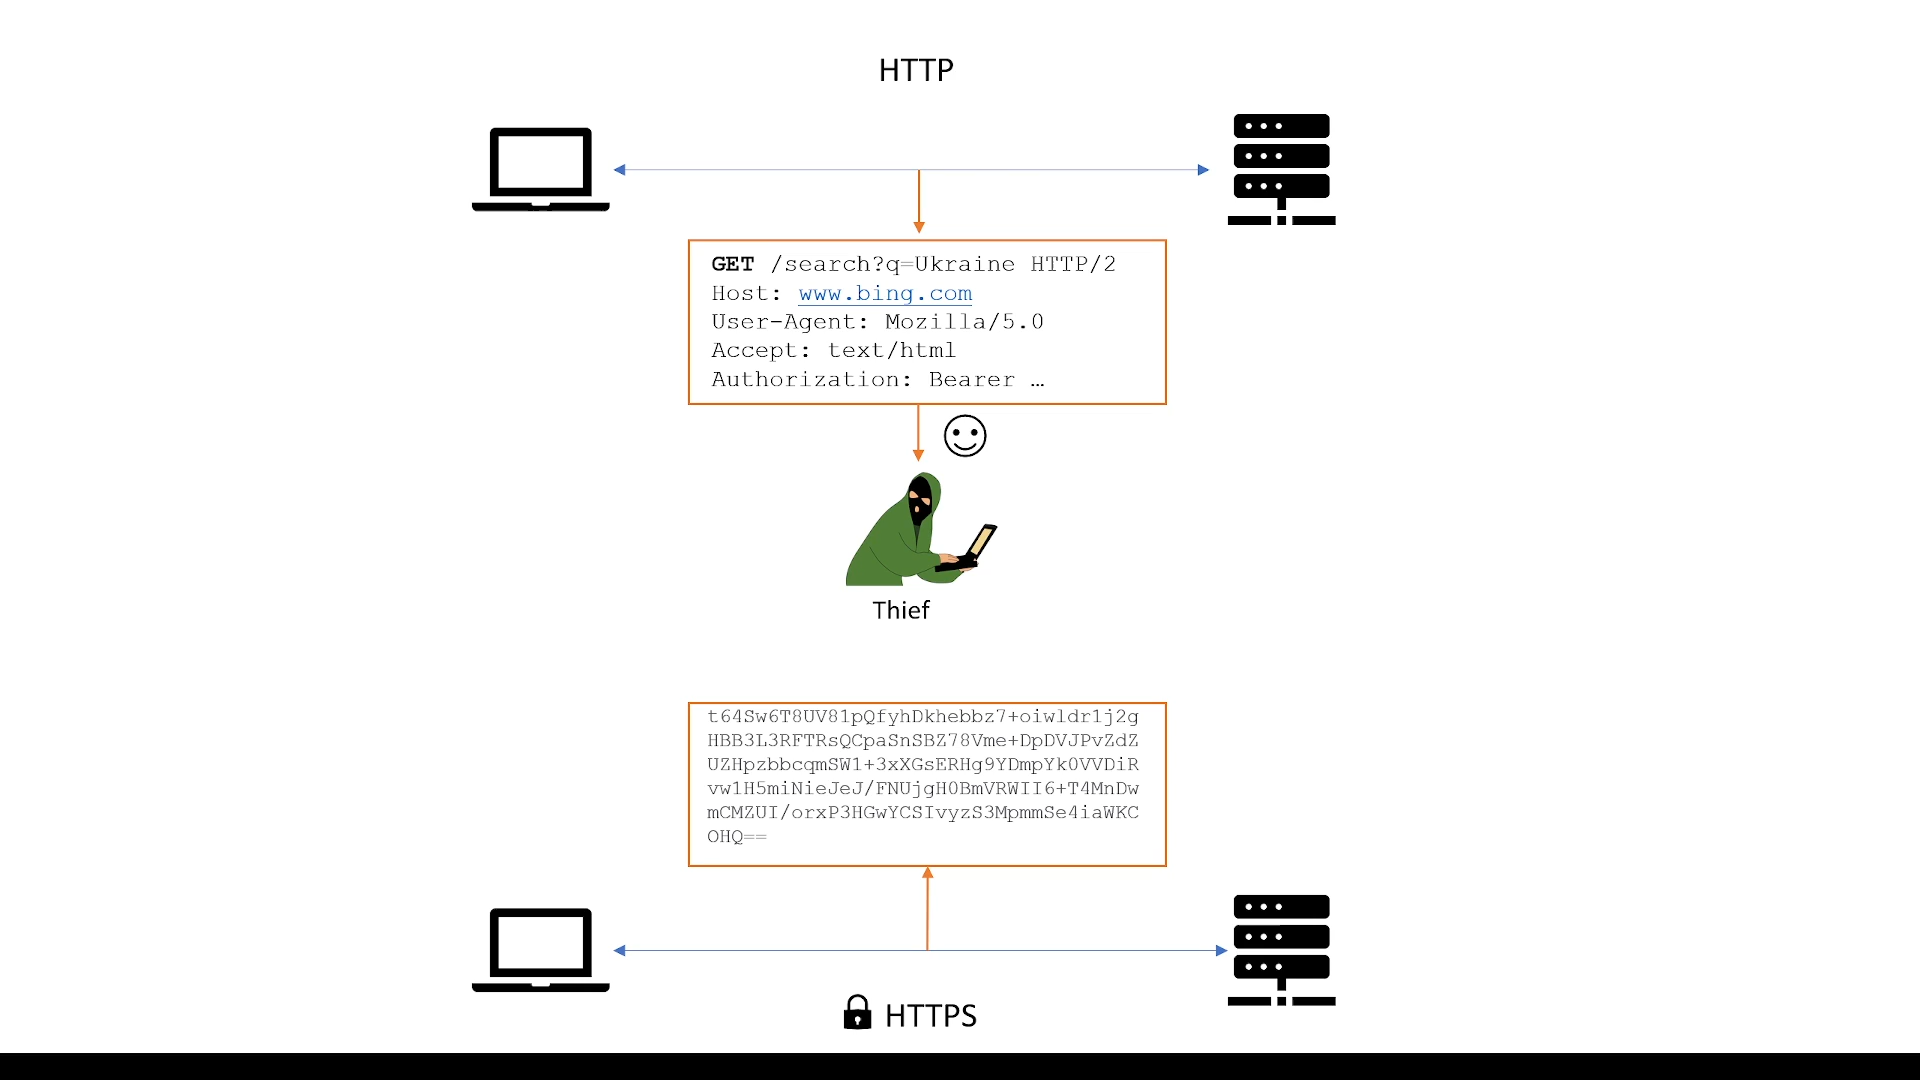 HTTP
GET /search?q=Ukraine HTTP/2
Host: www.bing.com
User-Agent: Mozilla/5.0
Accept: text/html
Authorization: Bearer …
Thief
t64Sw6T8UV81pQfyhDkhebbz7+oiwldr1j2g
HBB3L3RFTRsQCpaSnSBZ78Vme+DpDVJPvZdZ
UZHpzbbcqmSW1+3xXGsERHg9YDmpYk0VVDiR
vw1H5miNieJeJ/FNUjgH0BmVRWII6+T4MnDw
mCMZUI/orxP3HGwYCSIvyzS3MpmmSe4iaWKC
OHQ==
HTTPS